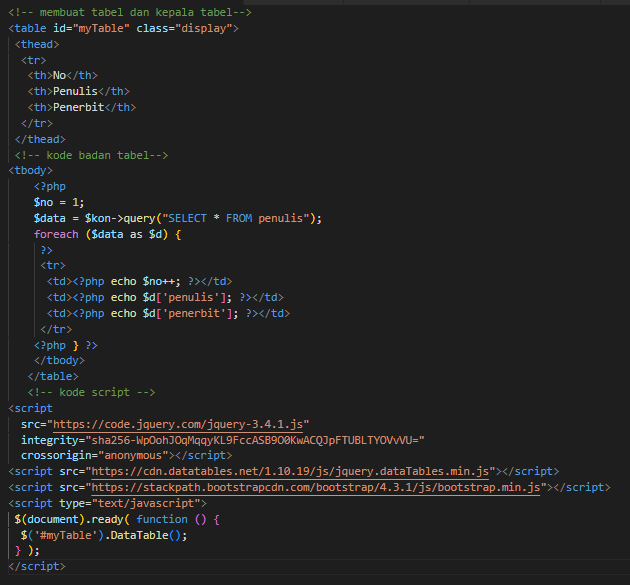 <!-- membuat tabel dan kepala tabel-->
<table id="myTable" class="display">
<thead>
<tr>
<th>No</th>
<th>Penulis</th>
<th>Penerbit</th>
</tr>
</thead>
<!-- kode badan tabel-->
<tbody>
<?php
$no = 1;
$data = $kon->query("SELECT * FROM penulis");
foreach ($data as $d) {
?>
<tr>
<td><?php echo $no++; ?></td>
<td><?php echo $d['penulis']; ?></td>
<td><?php echo $d['penerbit']; ?></td>
</tr>
<?php } ?>
</tbody>
</table>
<!-- kode script -->
<script
src="https://code.jquery.com/jquery-3.4.1.js"
integrity="sha256-WpOohJOqMqqyKL9FccASB9O0KwACQJpFTUBLTYOVvVU="
crossorigin="anonymous"></script>
<script src="https://cdn.datatables.net/1.10.19/js/jquery.dataTables.min.js"></script>
<script src="https://stackpath.bootstrapcdn.com/bootstrap/4.3.1/js/bootstrap.min.js"></script>
<script type="text/javascript">
$(document).ready( function () {
$('#myTable').DataTable();
} );
</script>